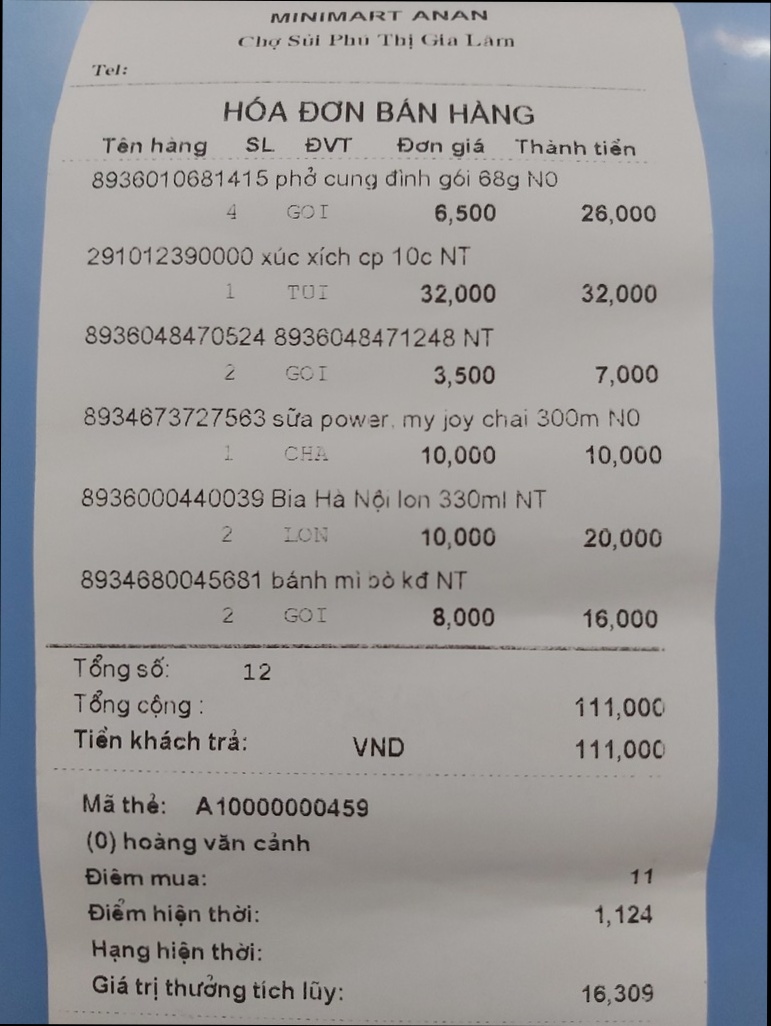 MINIMART ANAN
Chợ Sủi Phú Thị Gia Lâm
Tel:
HÓA ĐƠN BÁN HÀNG
Tên hàng SL ĐVT Đơn giá Thành tiền
8936010681415 phở cung đình gói 68g N0
4 GOI 6,500 26,000
291012390000 xúc xích cp 10c NT
1 TUI 32,000 32,000
8936048470524 8936048471248 NT
2 GOI 3,500 7,000
8934673727563 sữa power. my joy chai 300m N0
1 CHA 10,000 10,000
8936000440039 Bia Hà Nội lon 330ml NT
2 LON 10,000 20,000
8934680045681 bánh mì bò kđ NT
2 GOI 8,000 16,000
Tổng số: 12
Tổng cộng : 111,000
Tiền khách trả: VND 111,000
Mã thẻ: A10000000459
(0) hoàng văn cảnh
Điểm mua: 11
Điểm hiện thời: 1,124
Hạng hiện thời:
Giá trị thưởng tích lũy: 16,309